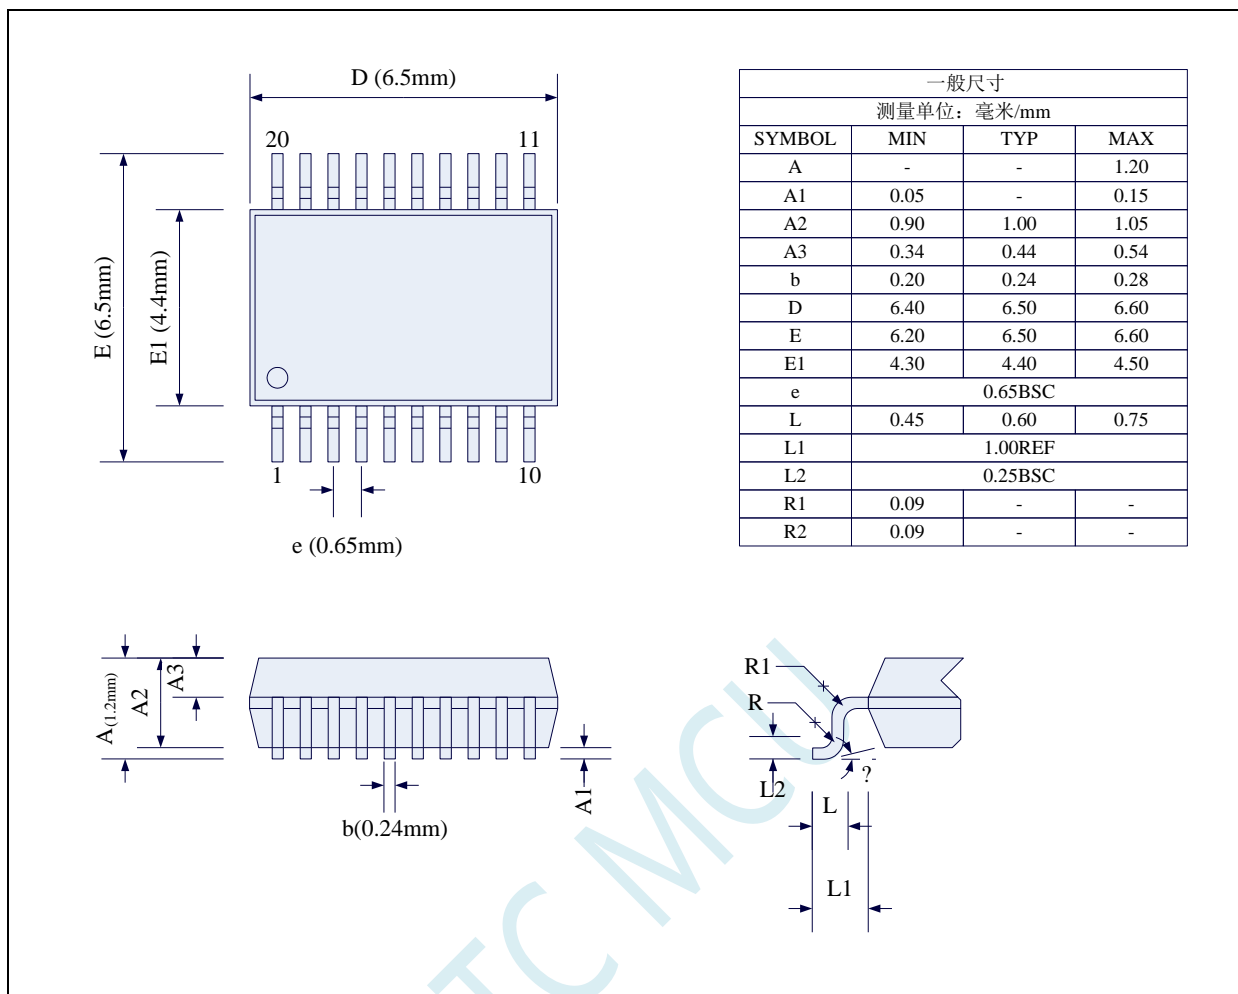 D (6.5mm)
20
11
E (6.5mm)
E1 (4.4mm)
1
10
e (0.65mm)
一般尺寸
测量单位：毫米/mm
SYMBOL MIN TYP MAX
A - - 1.20
A1 0.05 - 0.15
A2 0.90 1.00 1.05
A3 0.34 0.44 0.54
b 0.20 0.24 0.28
D 6.40 6.50 6.60
E 6.20 6.50 6.60
E1 4.30 4.40 4.50
e 0.65BSC
L 0.45 0.60 0.75
L1 1.00REF
L2 0.25BSC
R1 0.09 - -
R2 0.09 - -
A(1.2mm)
A2
A3
A1
b(0.24mm)
R1
R
L2
?
L
L1
MCU